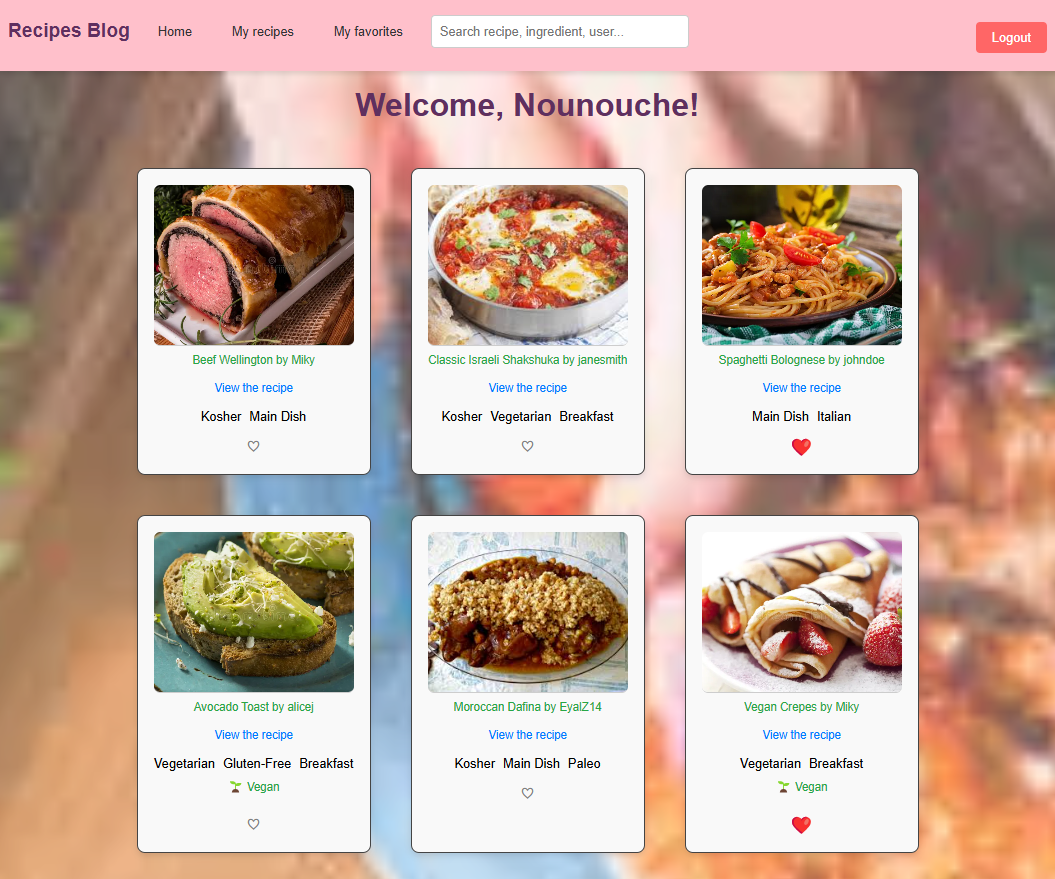 Recipes Blog Home My recipes My favorites Search recipe, ingredient, user... Logout
Welcome, Nounouche!
Beef Wellington by Miky
View the recipe
Kosher Main Dish
Classic Israeli Shakshuka by janesmith
View the recipe
Kosher Vegetarian Breakfast
Spaghetti Bolognese by johndoe
View the recipe
Main Dish Italian
Avocado Toast by alicej
View the recipe
Vegetarian Gluten-Free Breakfast
Vegan
Moroccan Dafina by EyalZ14
View the recipe
Kosher Main Dish Paleo
Vegan Crepes by Miky
View the recipe
Vegetarian Breakfast
Vegan